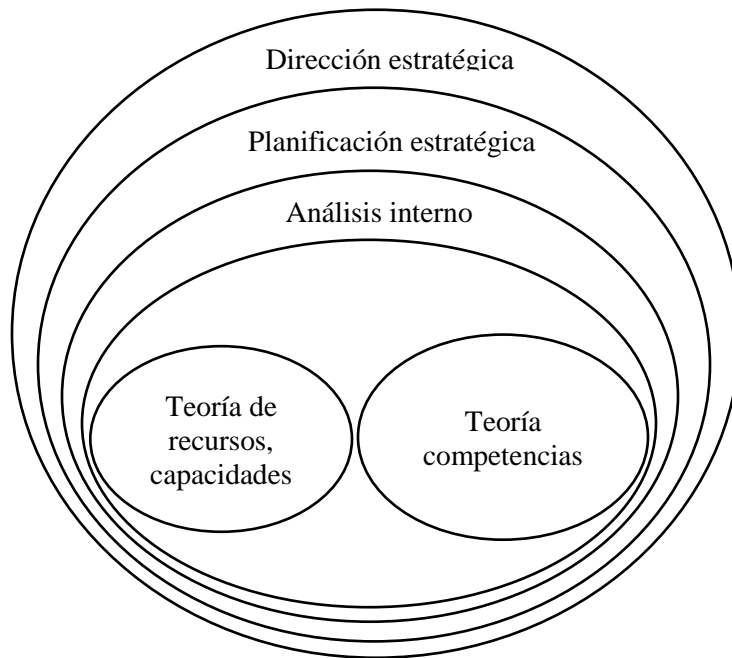 Dirección estratégica
Planificación estratégica
Análisis interno
Teoría de
recursos,
capacidades
Teoría
competencias